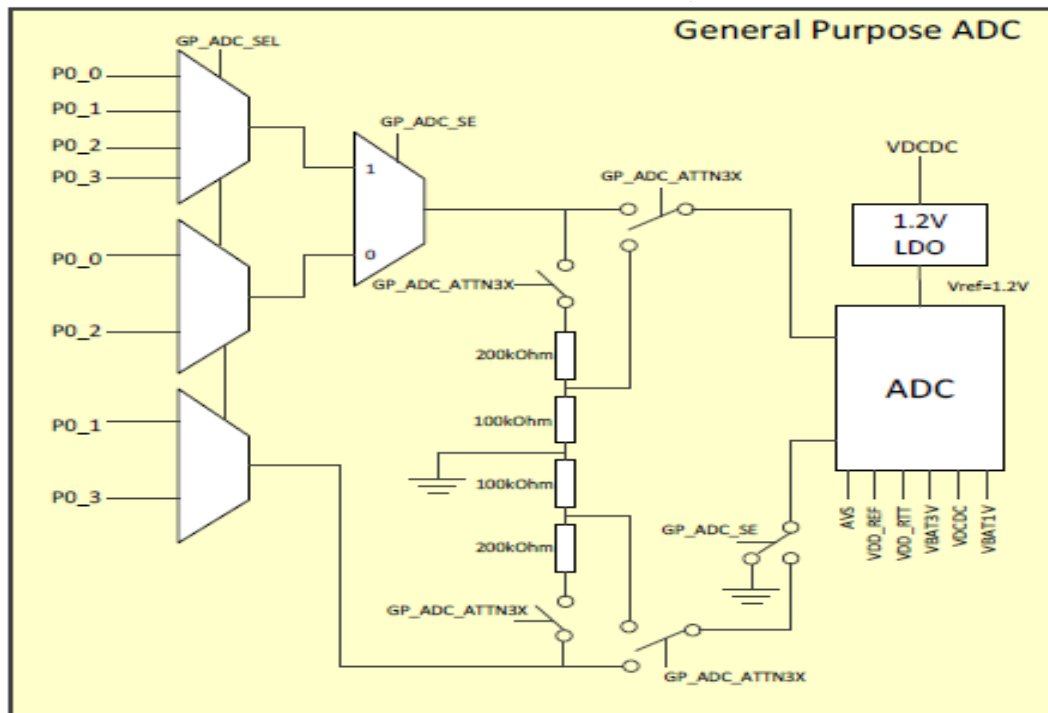 General Purpose ADC
GP_ADC_SEL
P0_0
P0_1
P0_2
P0_3
GP_ADC_SE
1
0
P0_0
P0_2
P0_1
P0_3
GP_ADC_ATTN3X
GP_ADC_ATTN3X
200kOhm
100kOhm
100kOhm
200kOhm
GP_ADC_ATTN3X
GP_ADC_ATTN3X
GP_ADC_SE
VDCDC
1.2V
LDO
Vref=1.2V
ADC
AVS
VDD_REF
VDD_RTT
VBAT3V
VDCDC
VBAT1V